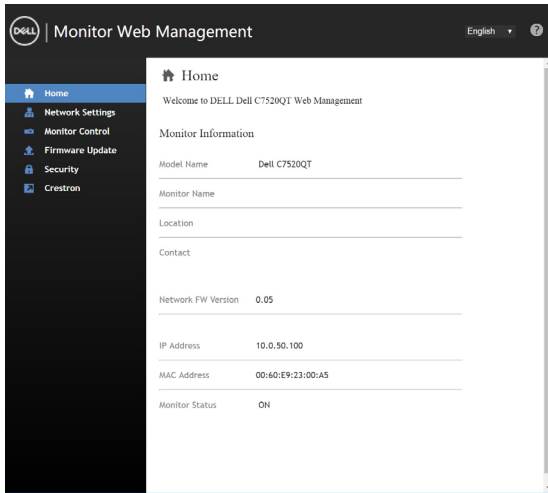 DELL | Monitor Web Management
English ▼ ?
Home
Network Settings
Monitor Control
Firmware Update
Security
Crestron
Home
Welcome to DELL Dell C7520QT Web Management
Monitor Information
Model Name Dell C7520QT
Monitor Name
Location
Contact
Network FW Version 0.05
IP Address 10.0.50.100
MAC Address 00:60:E9:23:00:A5
Monitor Status ON